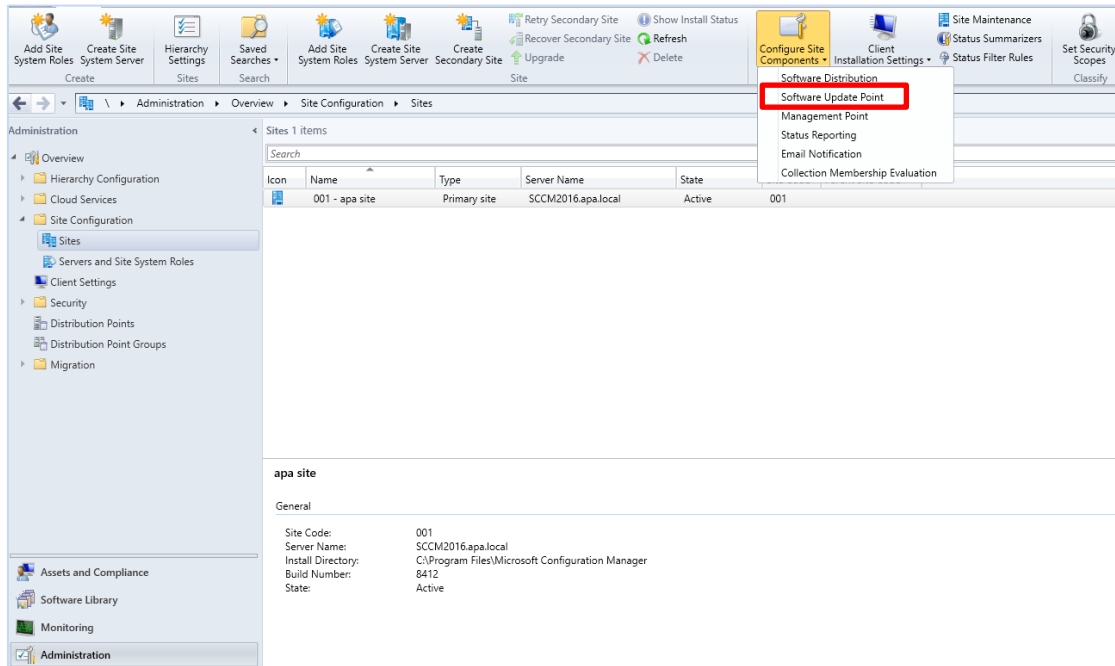 Add Site System Roles
Create Site System Server
Create
Hierarchy Settings
Sites
Saved Searches
Search
Add Site System Roles
Create Site System Server
Create Secondary Site
Retry Secondary Site
Recover Secondary Site
Upgrade
Show Install Status
Refresh
Delete
Site
Configure Site Components
Client Installation Settings
Site Maintenance
Status Summarizers
Status Filter Rules
Set Security Scopes
Classify
Software Distribution
Software Update Point
Management Point
Status Reporting
Email Notification
Collection Membership Evaluation
\ Administration Overview Site Configuration Sites
Administration
Overview
Hierarchy Configuration
Cloud Services
Site Configuration
Sites
Servers and Site System Roles
Client Settings
Security
Distribution Points
Distribution Point Groups
Migration
Assets and Compliance
Software Library
Monitoring
Administration
Sites 1 items
Search
Icon Name Type Server Name State
001 - apa site Primary site SCCM2016.apa.local Active 001
apa site
General
Site Code: 001
Server Name: SCCM2016.apa.local
Install Directory: C:\Program Files\Microsoft Configuration Manager
Build Number: 8412
State: Active